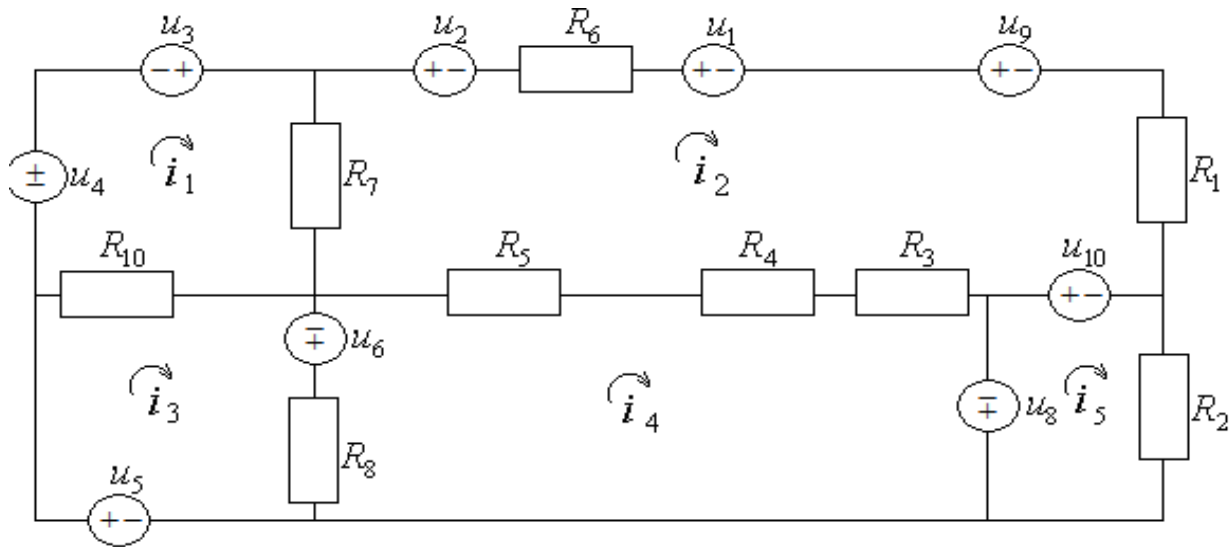 u₃ u₂ R₆ u₁ u₉
−+ +− +− +−
± u₄ i₁ R₇ i₂ R₁
R₁₀ R₅ R₄ R₃ u₁₀
+−
∓ u₆
i₃ i₄ ∓ u₈ i₅ R₂
R₈
u₅
+−